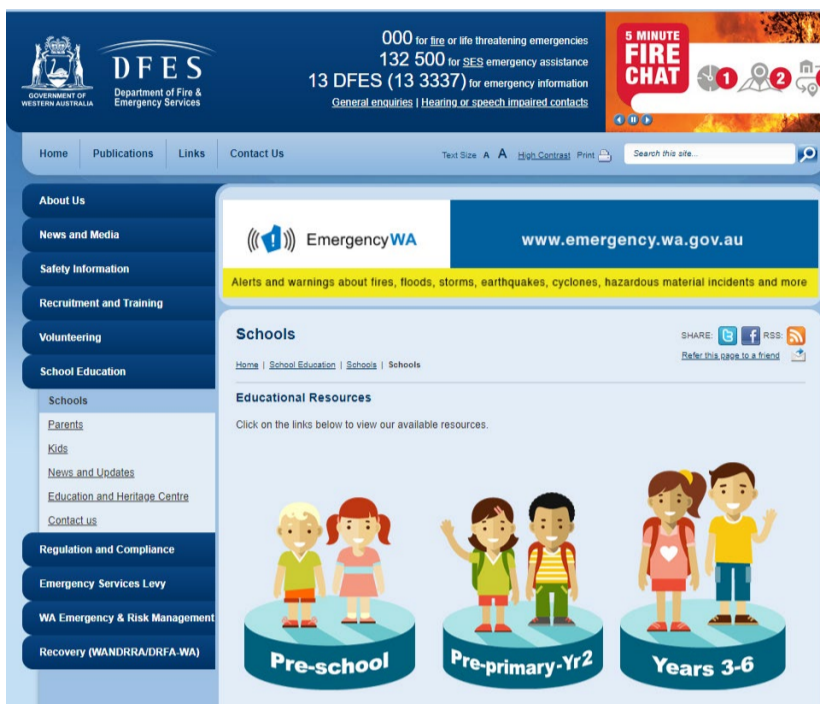 GOVERNMENT OF
WESTERN AUSTRALIA
DFES
Department of Fire &
Emergency Services
000 for fire or life threatening emergencies
132 500 for SES emergency assistance
13 DFES (13 3337) for emergency information
General enquiries | Hearing or speech impaired contacts
5 MINUTE
FIRE
CHAT
1
2
Home
Publications
Links
Contact Us
Text Size A A High Contrast Print
Search this site...
About Us
News and Media
Safety Information
Recruitment and Training
Volunteering
School Education
Schools
Parents
Kids
News and Updates
Education and Heritage Centre
Contact us
Regulation and Compliance
Emergency Services Levy
WA Emergency & Risk Management
Recovery (WANDRRA/DRFA-WA)
EmergencyWA
www.emergency.wa.gov.au
Alerts and warnings about fires, floods, storms, earthquakes, cyclones, hazardous material incidents and more
Schools
SHARE: RSS:
Refer this page to a friend
Home | School Education | Schools | Schools
Educational Resources
Click on the links below to view our available resources.
Pre-school
Pre-primary-Yr2
Years 3-6